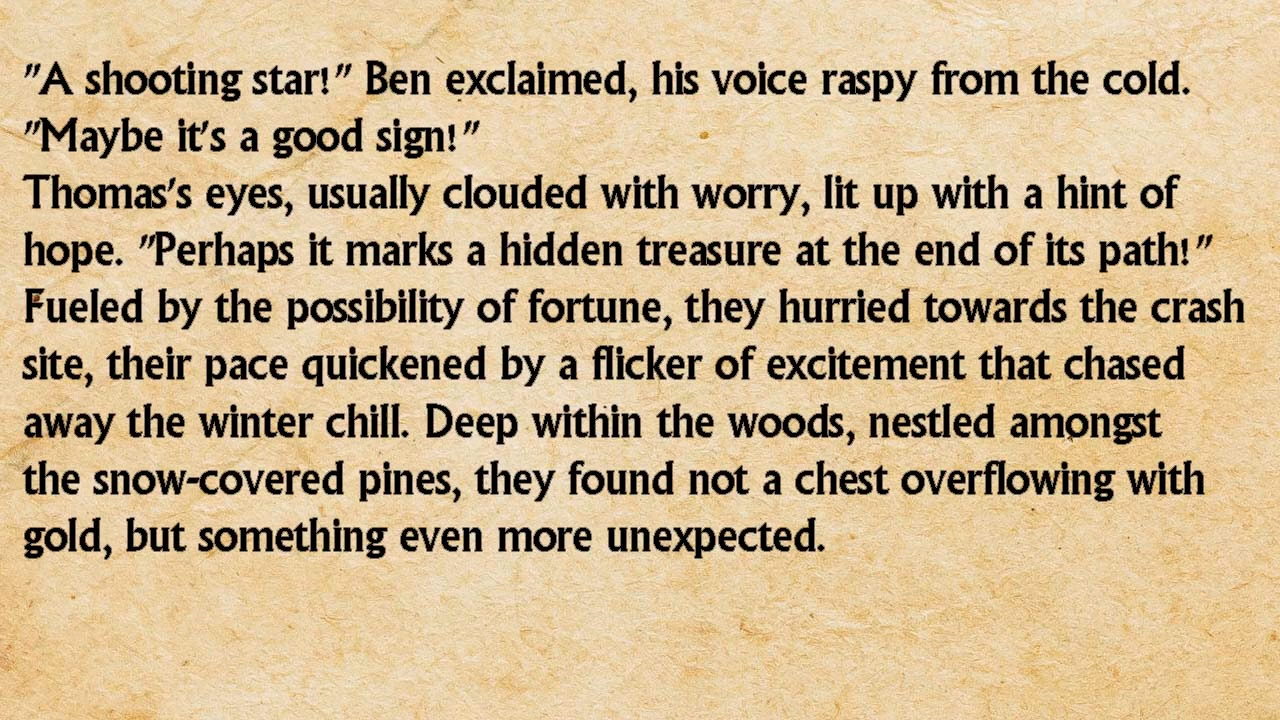 "A shooting star!" Ben exclaimed, his voice raspy from the cold.
"Maybe it's a good sign!"
Thomas's eyes, usually clouded with worry, lit up with a hint of
hope. "Perhaps it marks a hidden treasure at the end of its path!"
Fueled by the possibility of fortune, they hurried towards the crash
site, their pace quickened by a flicker of excitement that chased
away the winter chill. Deep within the woods, nestled amongst
the snow-covered pines, they found not a chest overflowing with
gold, but something even more unexpected.